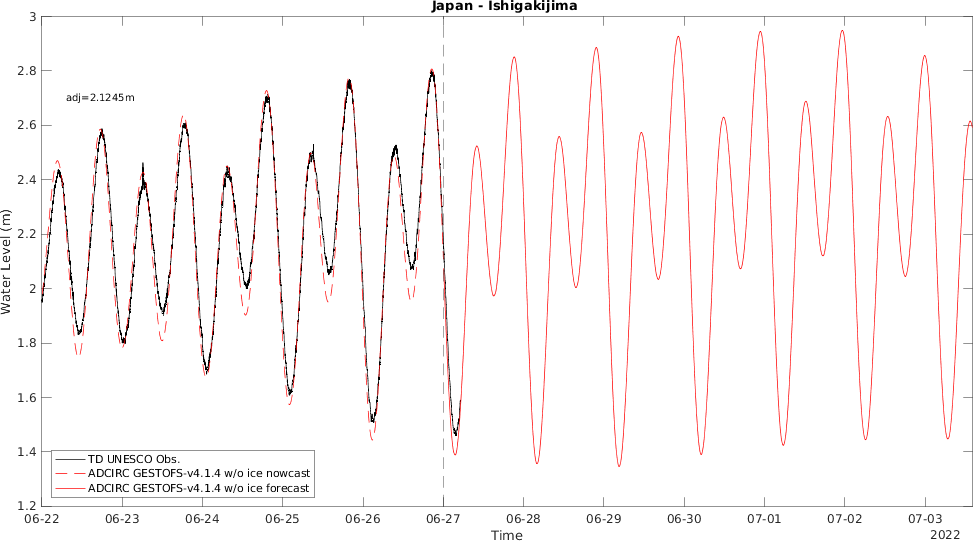 Japan - Ishigakijima
3
2.8
adj=2.1245m
2.6
2.4
2.2
2
1.8
1.6
1.4
1.2
Water Level (m)
TD UNESCO Obs.
ADCIRC GESTOFS-v4.1.4 w/o ice nowcast
ADCIRC GESTOFS-v4.1.4 w/o ice forecast
06-22 06-23 06-24 06-25 06-26 06-27 06-28 06-29 06-30 07-01 07-02 07-03
2022
Time